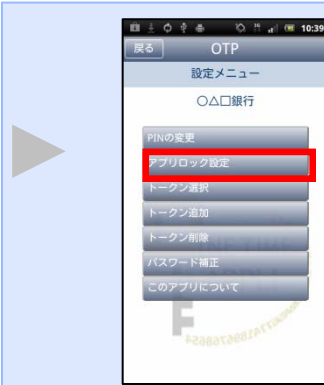 10:39
戻る OTP
設定メニュー
○△□銀行
PINの変更
アプリロック設定
トークン選択
トークン追加
トークン削除
パスワード補正
このアプリについて